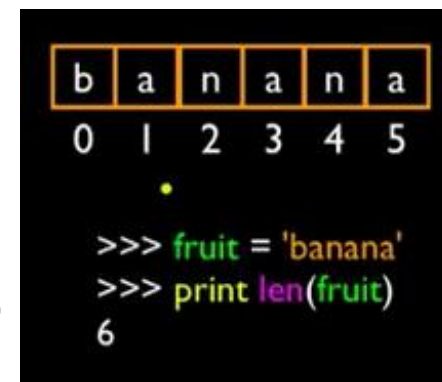 b a n a n a
0 1 2 3 4 5
>>> fruit = 'banana'
>>> print len(fruit)
6